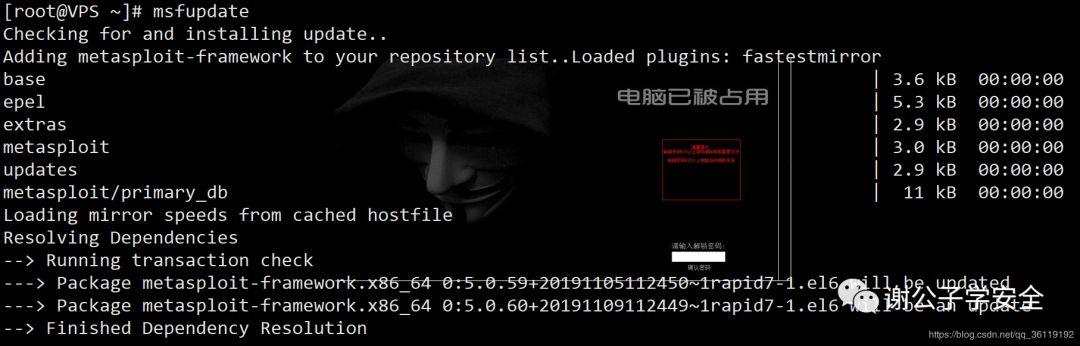 [root@VPS ~]# msfupdate
Checking for and installing update..
Adding metasploit-framework to your repository list..Loaded plugins: fastestmirror
base | 3.6 kB 00:00:00
epel | 5.3 kB 00:00:00
extras | 2.9 kB 00:00:00
metasploit | 3.0 kB 00:00:00
updates | 2.9 kB 00:00:00
metasploit/primary_db | 11 kB 00:00:00
Loading mirror speeds from cached hostfile
Resolving Dependencies
--> Running transaction check
---> Package metasploit-framework.x86_64 0:5.0.59+20191105112450~1rapid7-1.el6 will be updated
---> Package metasploit-framework.x86_64 0:5.0.60+20191109112449~1rapid7-1.el6 will be an update
--> Finished Dependency Resolution
电脑已被占用
请输入解锁密码:
确认密码
谢公子学安全
https://blog.csdn.net/qq_36119192